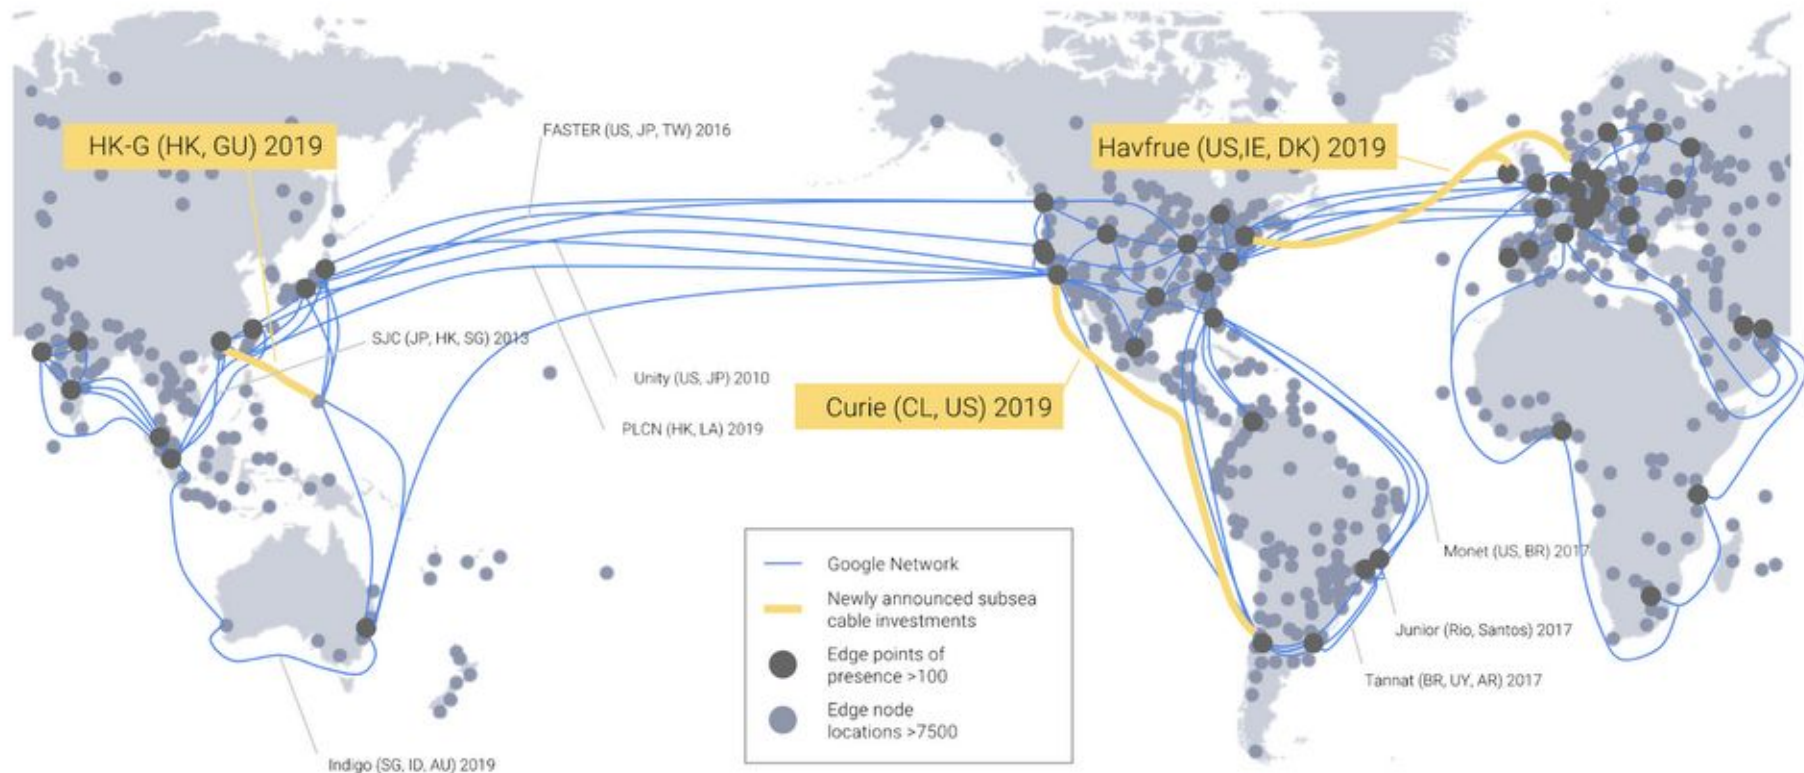 FASTER (US, JP, TW) 2016
HK-G (HK, GU) 2019
Havfrue (US,IE, DK) 2019
SJC (JP, HK, SG) 2013
Unity (US, JP) 2010
Curie (CL, US) 2019
PLCN (HK, LA) 2019
Monet (US, BR) 2017
Google Network
Newly announced subsea
cable investments
Edge points of
presence >100
Edge node
locations >7500
Junior (Rio, Santos) 2017
Tannat (BR, UY, AR) 2017
Indigo (SG, ID, AU) 2019